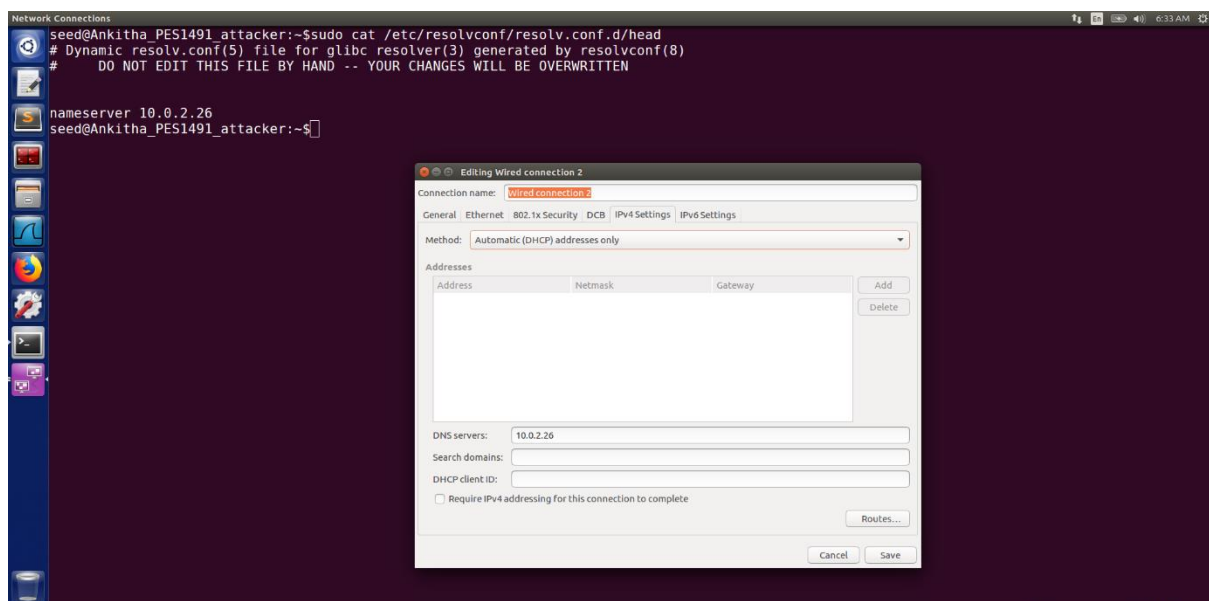 Network Connections
En
6:33 AM
seed@Ankitha_PES1491_attacker:~$sudo cat /etc/resolvconf/resolv.conf.d/head
# Dynamic resolv.conf(5) file for glibc resolver(3) generated by resolvconf(8)
#     DO NOT EDIT THIS FILE BY HAND -- YOUR CHANGES WILL BE OVERWRITTEN
nameserver 10.0.2.26
seed@Ankitha_PES1491_attacker:~$
Editing Wired connection 2
Connection name: Wired connection 2
General Ethernet 802.1x Security DCB IPv4 Settings IPv6 Settings
Method: Automatic (DHCP) addresses only
Addresses
Address Netmask Gateway Add
Delete
DNS servers: 10.0.2.26
Search domains:
DHCP client ID:
Require IPv4 addressing for this connection to complete
Routes...
Cancel Save